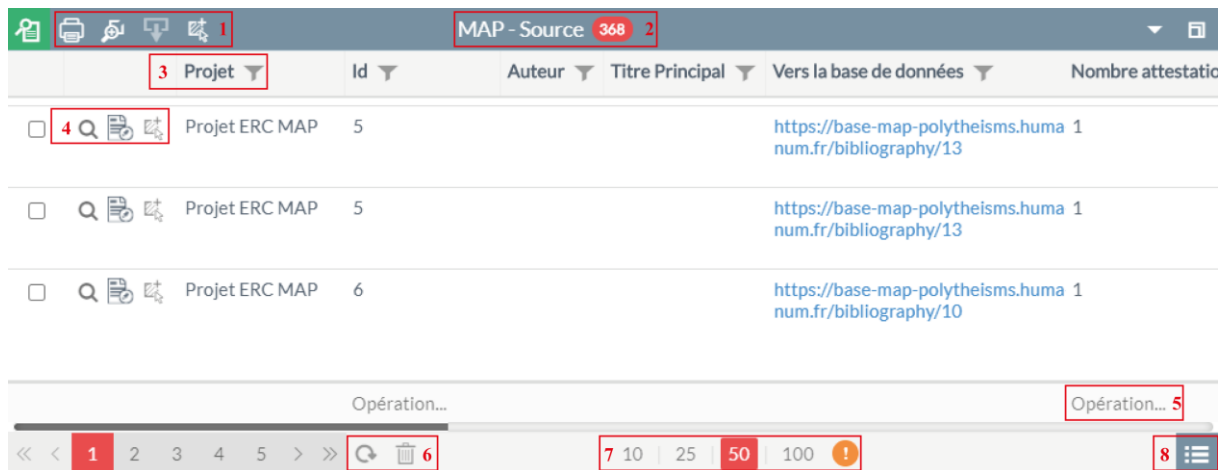 1 MAP - Source 368 2
3 Projet Id Auteur Titre Principal Vers la base de données Nombre attestatio
4 Projet ERC MAP 5 https://base-map-polytheisms.huma 1
num.fr/bibliography/13
Projet ERC MAP 5 https://base-map-polytheisms.huma 1
num.fr/bibliography/13
Projet ERC MAP 6 https://base-map-polytheisms.huma 1
num.fr/bibliography/10
Opération... Opération... 5
« < 1 2 3 4 5 > » 6 7 10 | 25 | 50 | 100 ! 8